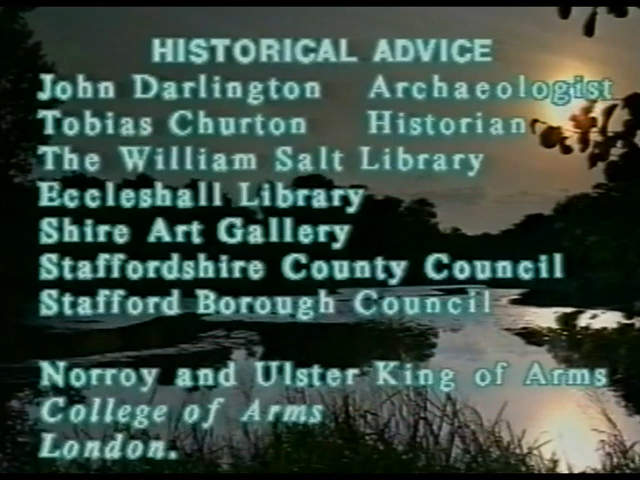 HISTORICAL ADVICE
John Darlington Archaeologist
Tobias Churton Historian
The William Salt Library
Eccleshall Library
Shire Art Gallery
Staffordshire County Council
Stafford Borough Council
Norroy and Ulster King of Arms
College of Arms
London.